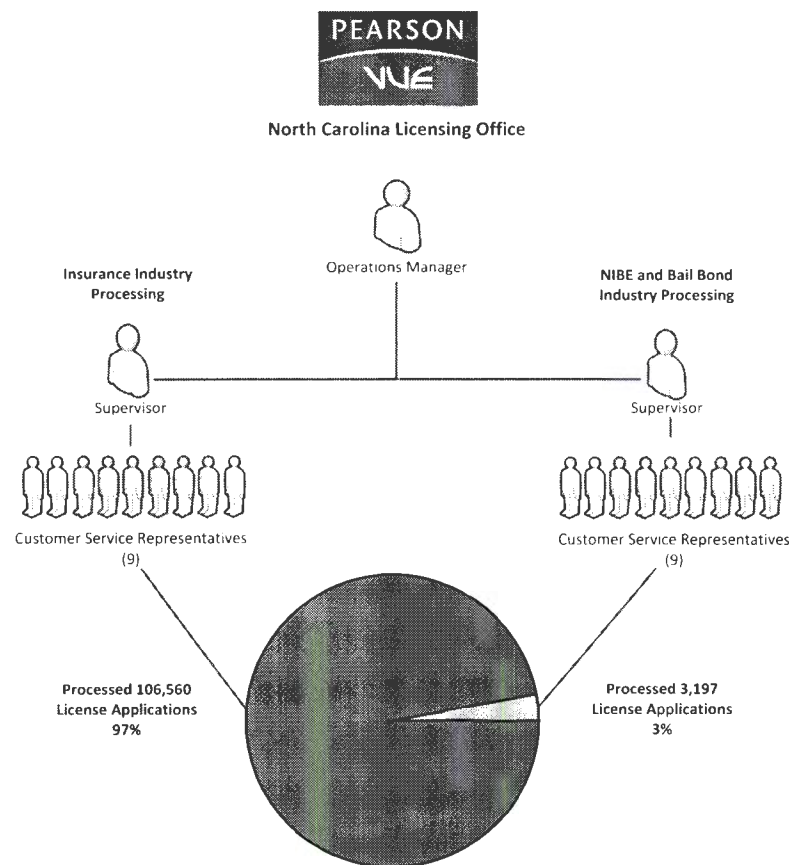 PEARSON
VUE
North Carolina Licensing Office
Operations Manager
Insurance Industry
Processing
NIBE and Bail Bond
Industry Processing
Supervisor
Supervisor
Customer Service Representatives
(9)
Customer Service Representatives
(9)
Processed 106,560
License Applications
97%
Processed 3,197
License Applications
3%